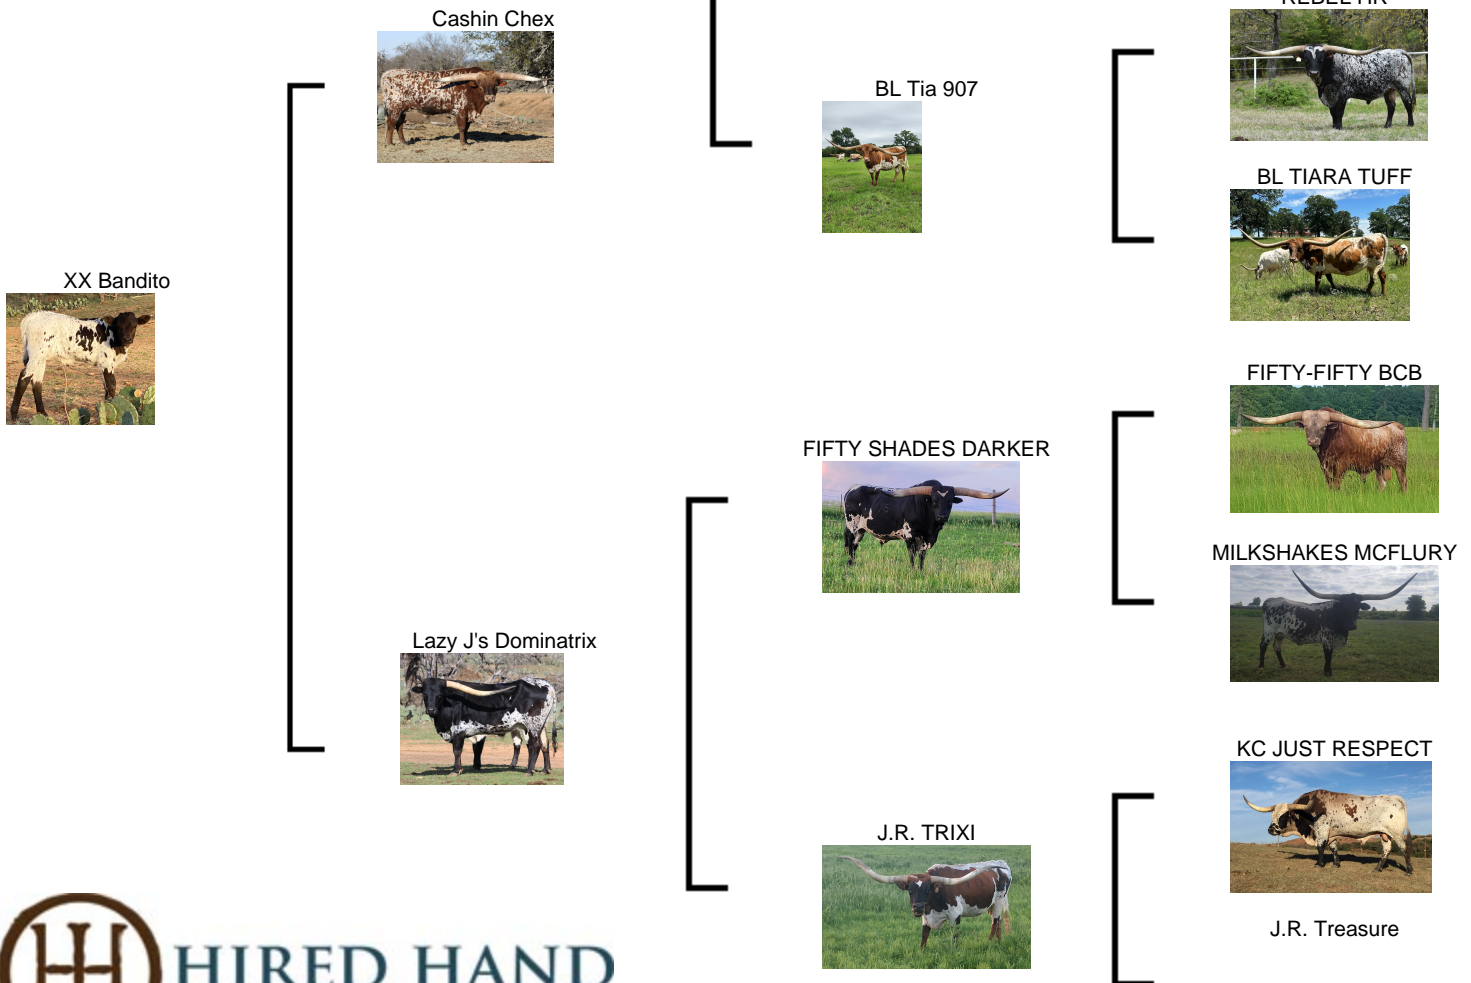 Cashin Chex
BL Tia 907
BL TIARA TUFF
XX Bandito
FIFTY-FIFTY BCB
FIFTY SHADES DARKER
MILKSHAKES MCFLURY
Lazy J's Dominatrix
KC JUST RESPECT
J.R. TRIXI
J.R. Treasure
HIRED HAND